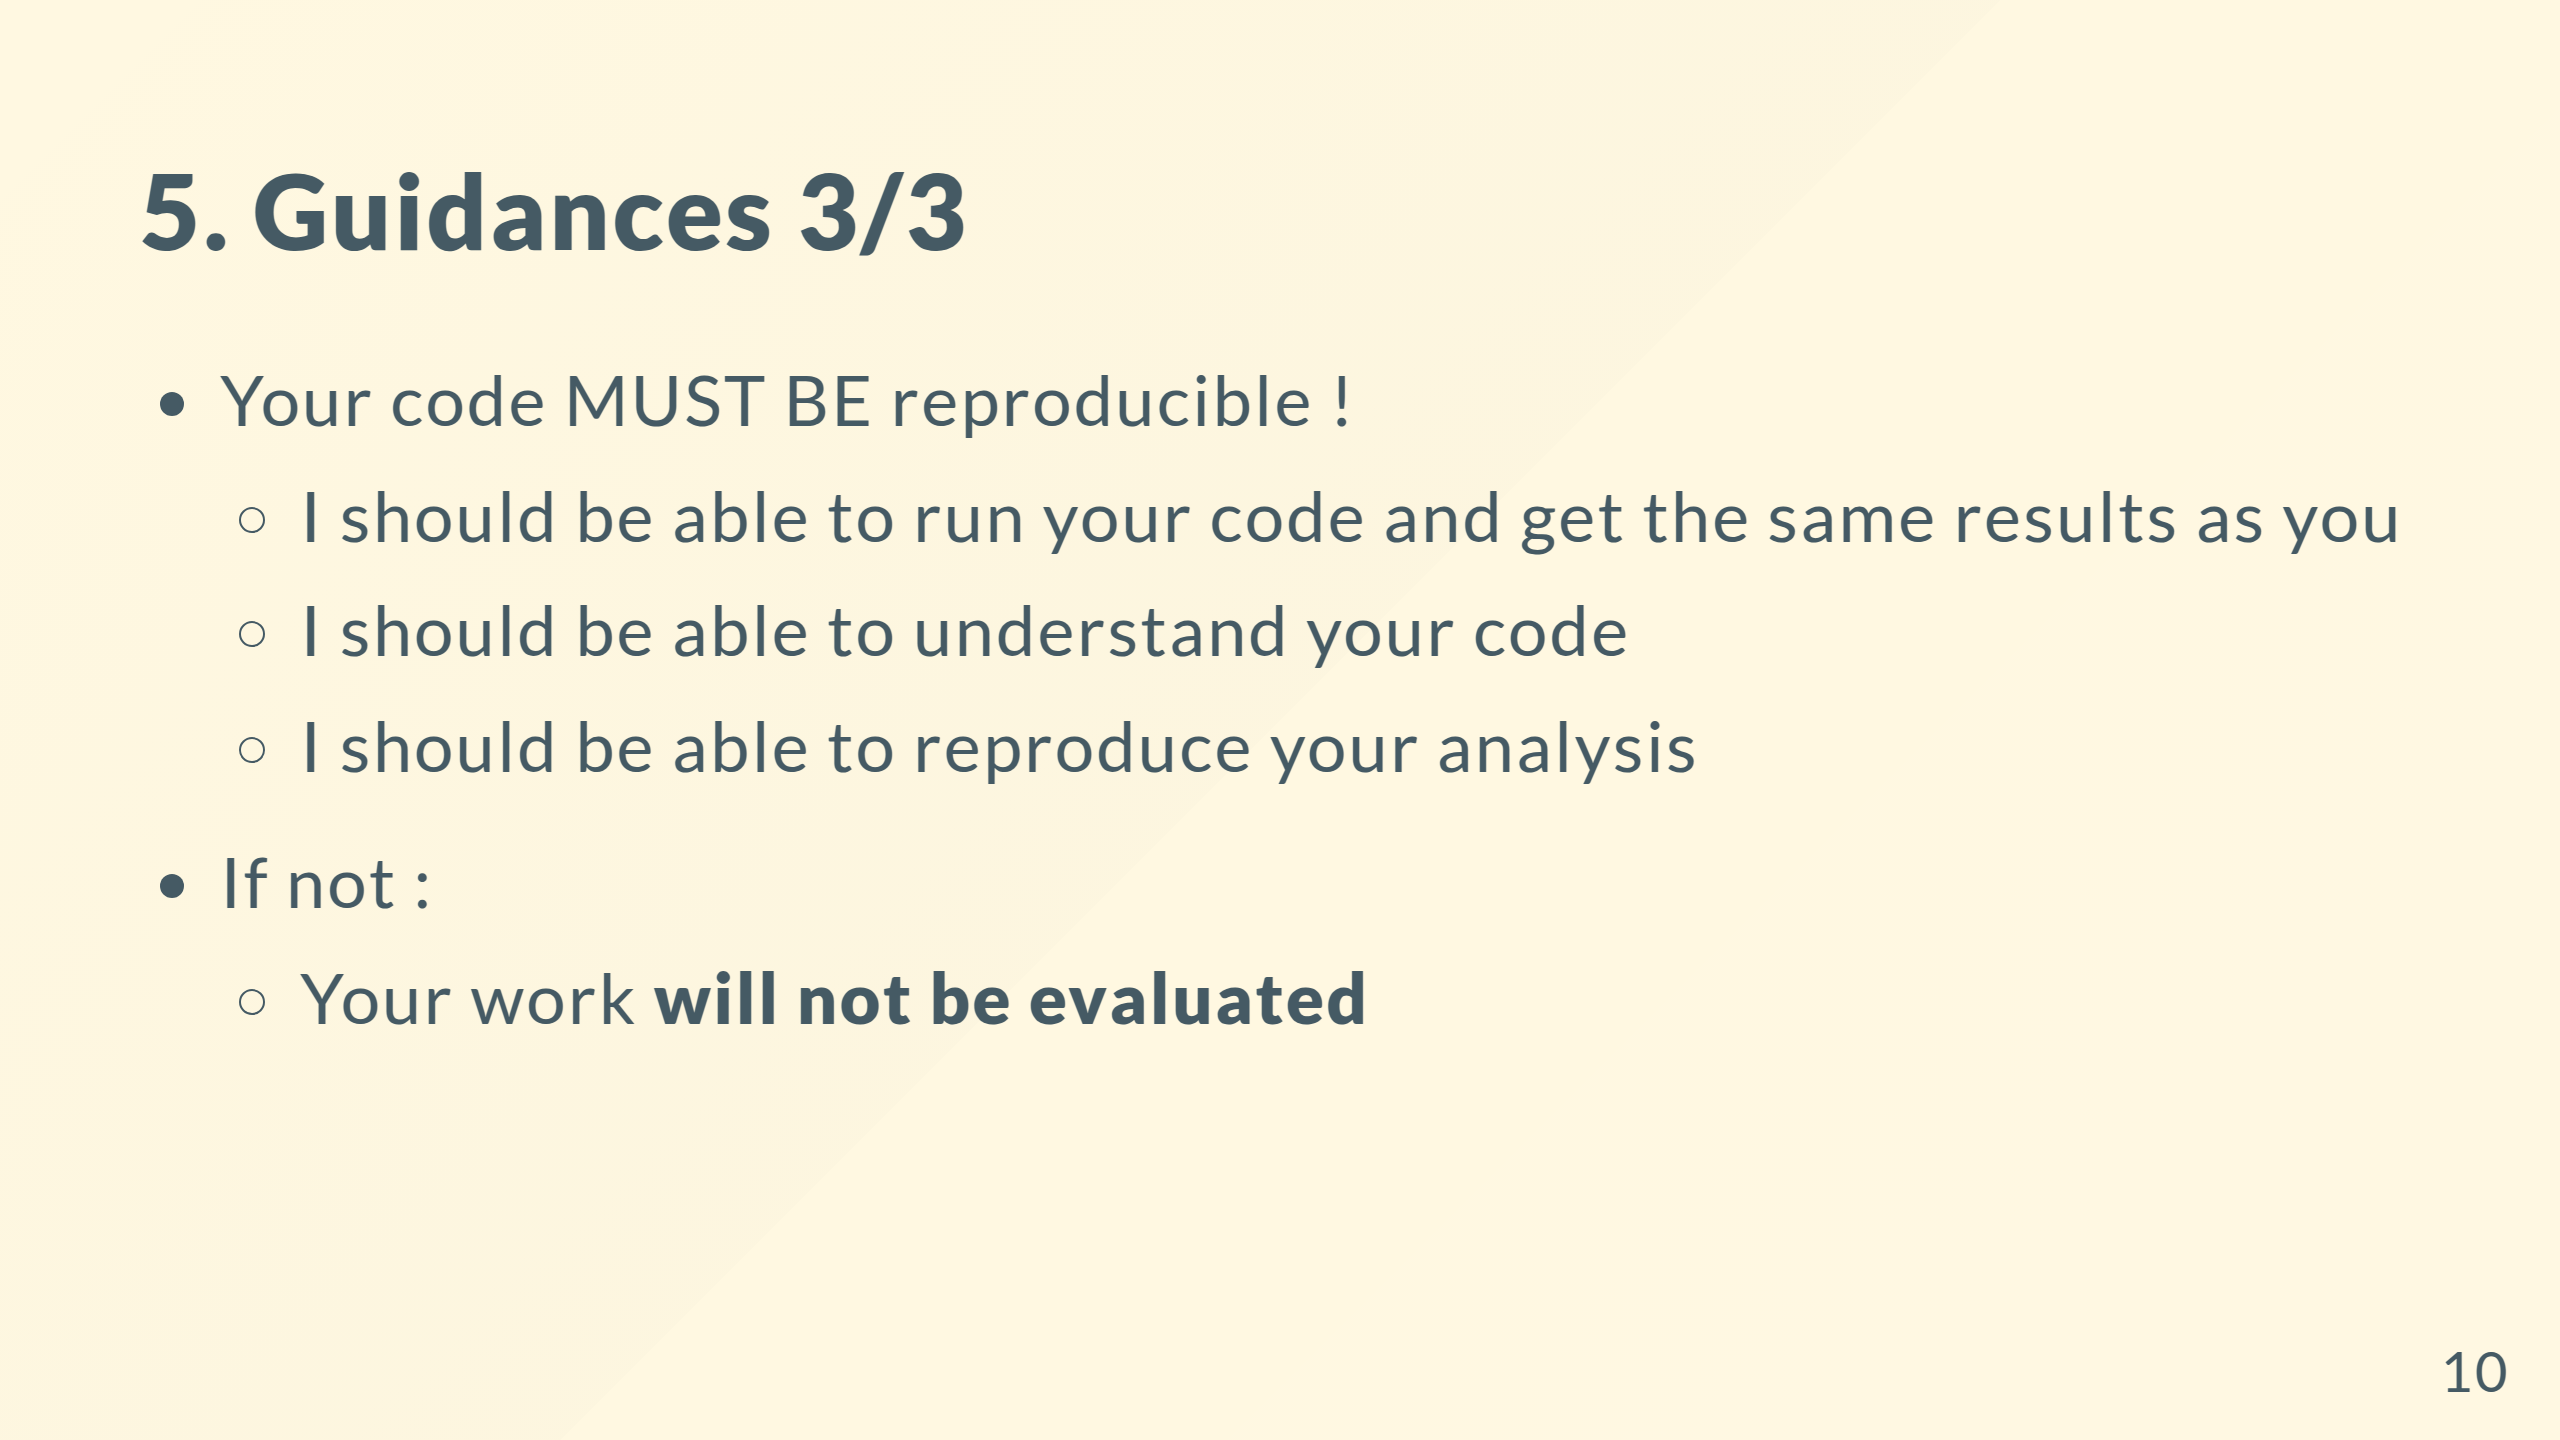 5. Guidances 3/3
• Your code MUST BE reproducible !
○ I should be able to run your code and get the same results as you
○ I should be able to understand your code
○ I should be able to reproduce your analysis
• If not :
○ Your work will not be evaluated
10